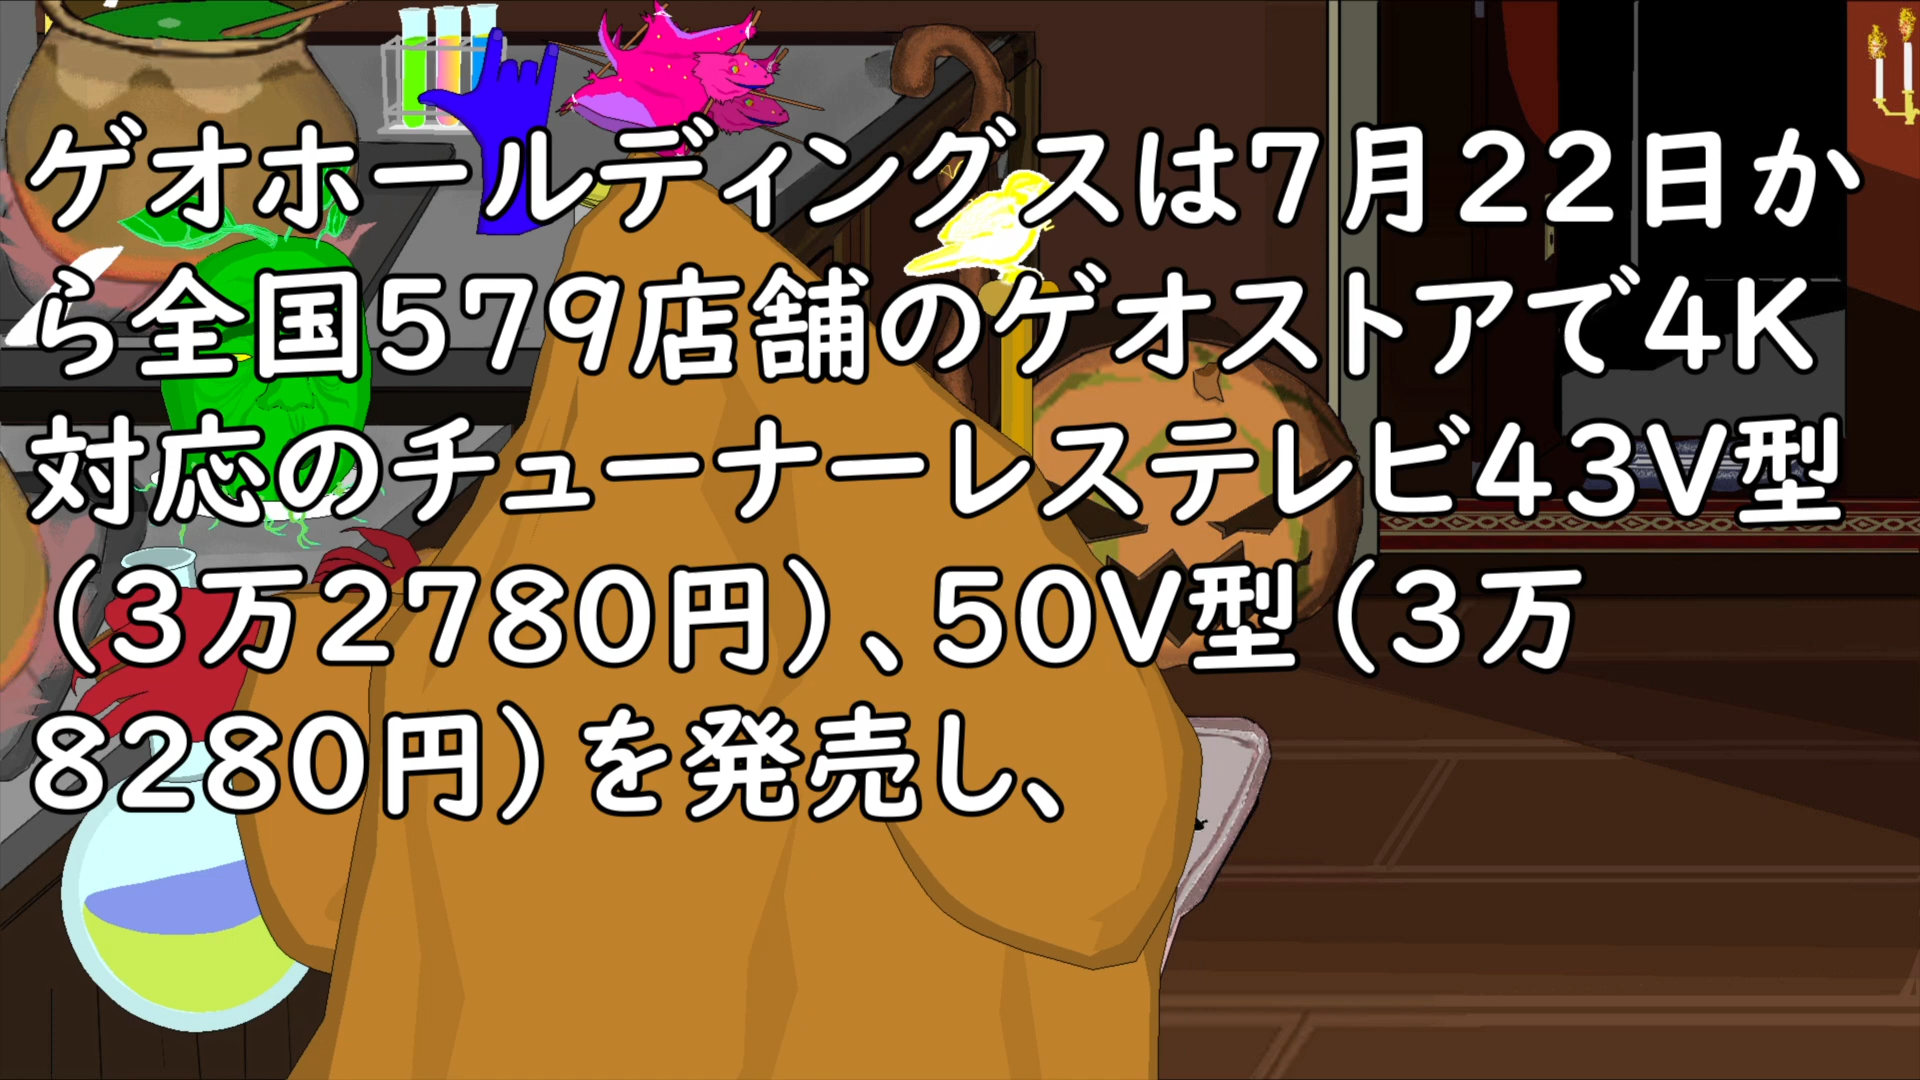 ゲオホールディングスは7月22日か
ら全国579店舗のゲオストアで4K
対応のチューナーレステレビ43V型
(3万2780円)、50V型(3万
8280円)を発売し、